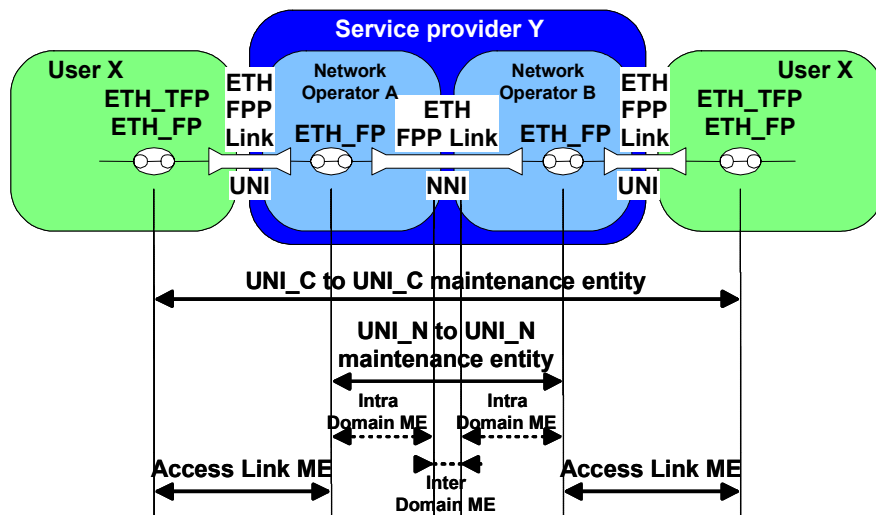 Service provider Y
User X
ETH_TFP
ETH_FP
ETH
FPP
Link
UNI
Network
Operator A
ETH_FP
ETH
FPP Link
NNI
Network
Operator B
ETH_FP
ETH
FPP
Link
UNI
User X
ETH_TFP
ETH_FP
UNI_C to UNI_C maintenance entity
UNI_N to UNI_N
maintenance entity
Intra
Domain ME
Intra
Domain ME
Access Link ME
Inter
Domain ME
Access Link ME